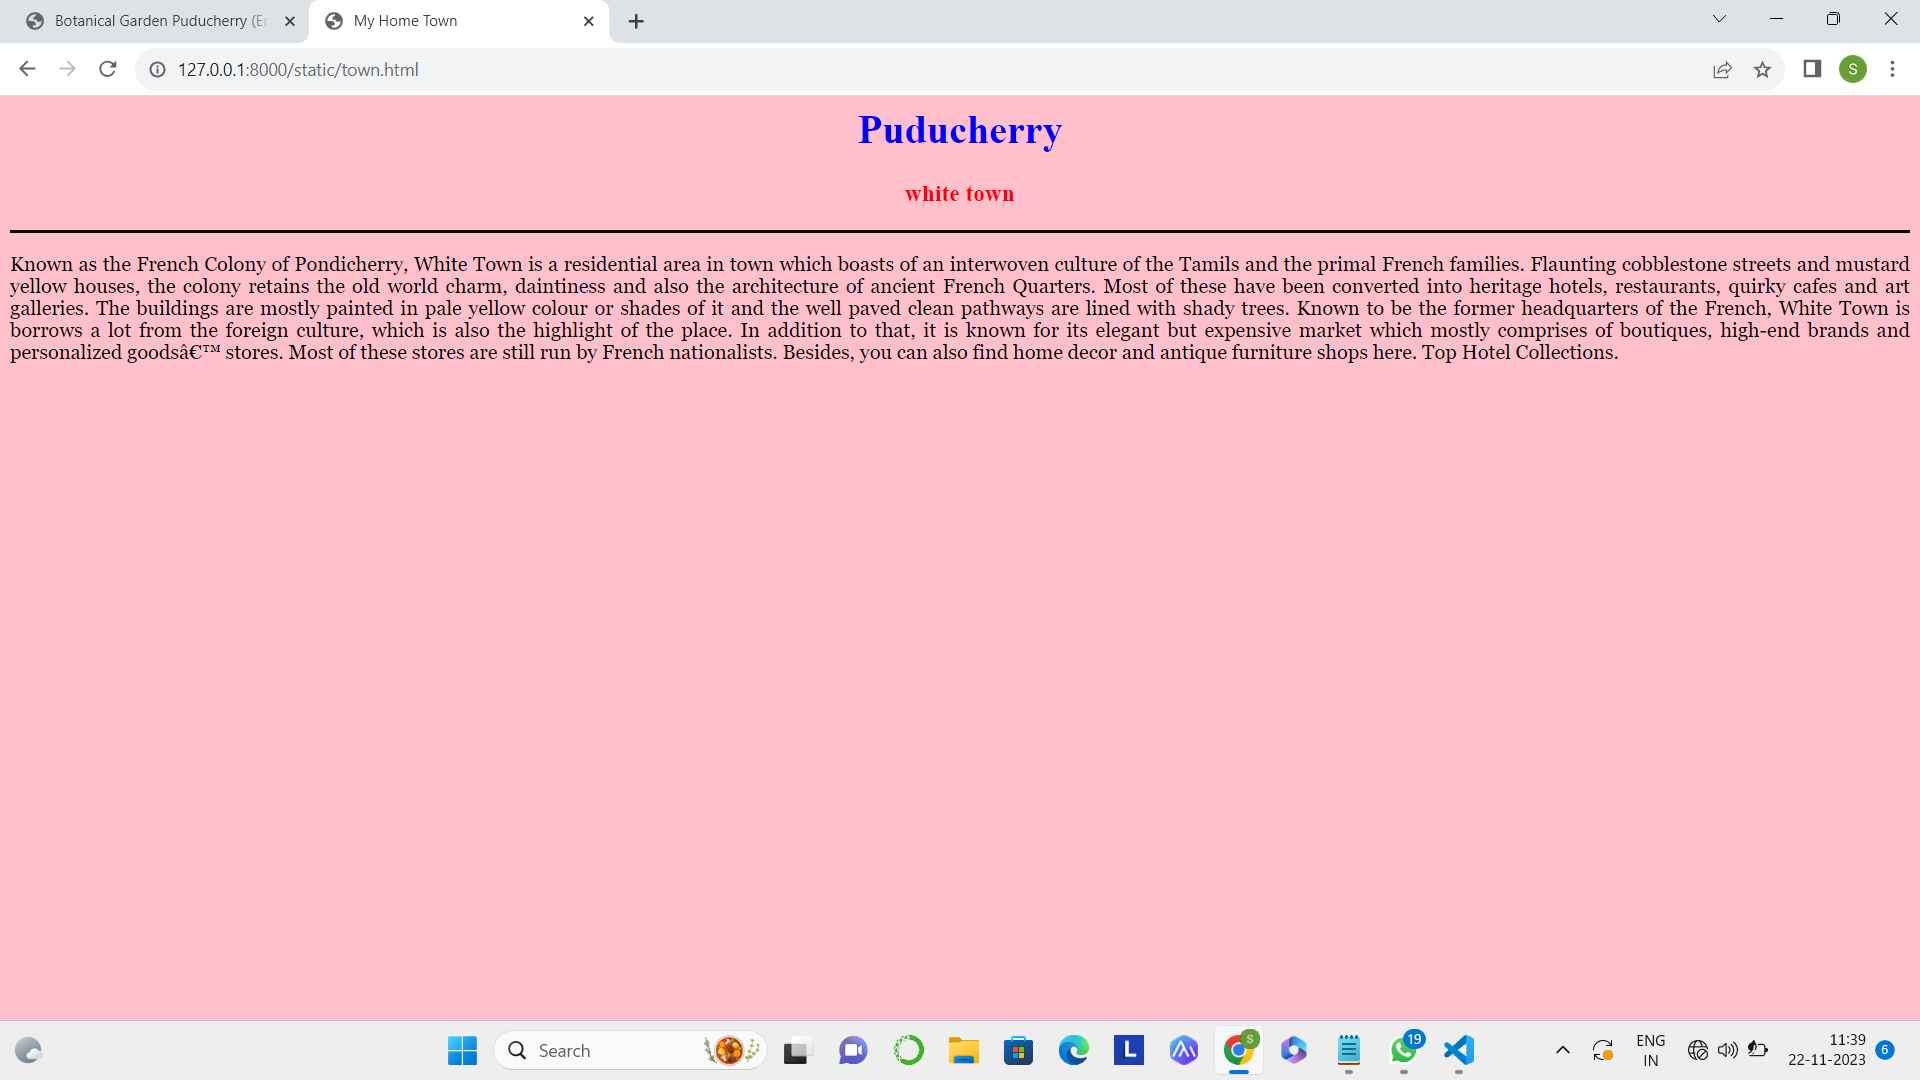 Botanical Garden Puducherry (En
My Home Town
127.0.0.1:8000/static/town.html
S
Puducherry
white town
Known as the French Colony of Pondicherry, White Town is a residential area in town which boasts of an interwoven culture of the Tamils and the primal French families. Flaunting cobblestone streets and mustard
yellow houses, the colony retains the old world charm, daintiness and also the architecture of ancient French Quarters. Most of these have been converted into heritage hotels, restaurants, quirky cafes and art
galleries. The buildings are mostly painted in pale yellow colour or shades of it and the well paved clean pathways are lined with shady trees. Known to be the former headquarters of the French, White Town is
borrows a lot from the foreign culture, which is also the highlight of the place. In addition to that, it is known for its elegant but expensive market which mostly comprises of boutiques, high-end brands and
personalized goodsâ€™ stores. Most of these stores are still run by French nationalists. Besides, you can also find home decor and antique furniture shops here. Top Hotel Collections.
Search
L
S
19
ENG
IN
11:39
22-11-2023
6